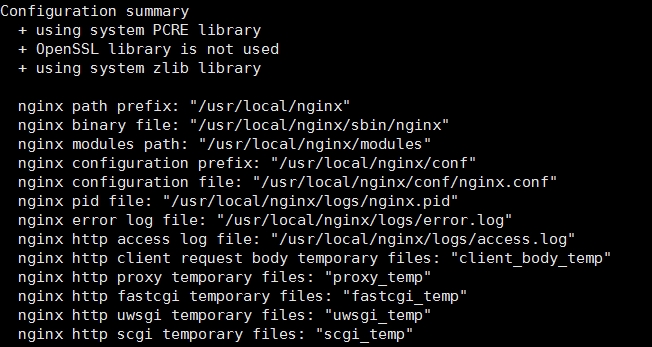 Configuration summary
+ using system PCRE library
+ OpenSSL library is not used
+ using system zlib library
nginx path prefix: "/usr/local/nginx"
nginx binary file: "/usr/local/nginx/sbin/nginx"
nginx modules path: "/usr/local/nginx/modules"
nginx configuration prefix: "/usr/local/nginx/conf"
nginx configuration file: "/usr/local/nginx/conf/nginx.conf"
nginx pid file: "/usr/local/nginx/logs/nginx.pid"
nginx error log file: "/usr/local/nginx/logs/error.log"
nginx http access log file: "/usr/local/nginx/logs/access.log"
nginx http client request body temporary files: "client_body_temp"
nginx http proxy temporary files: "proxy_temp"
nginx http fastcgi temporary files: "fastcgi_temp"
nginx http uwsgi temporary files: "uwsgi_temp"
nginx http scgi temporary files: "scgi_temp"